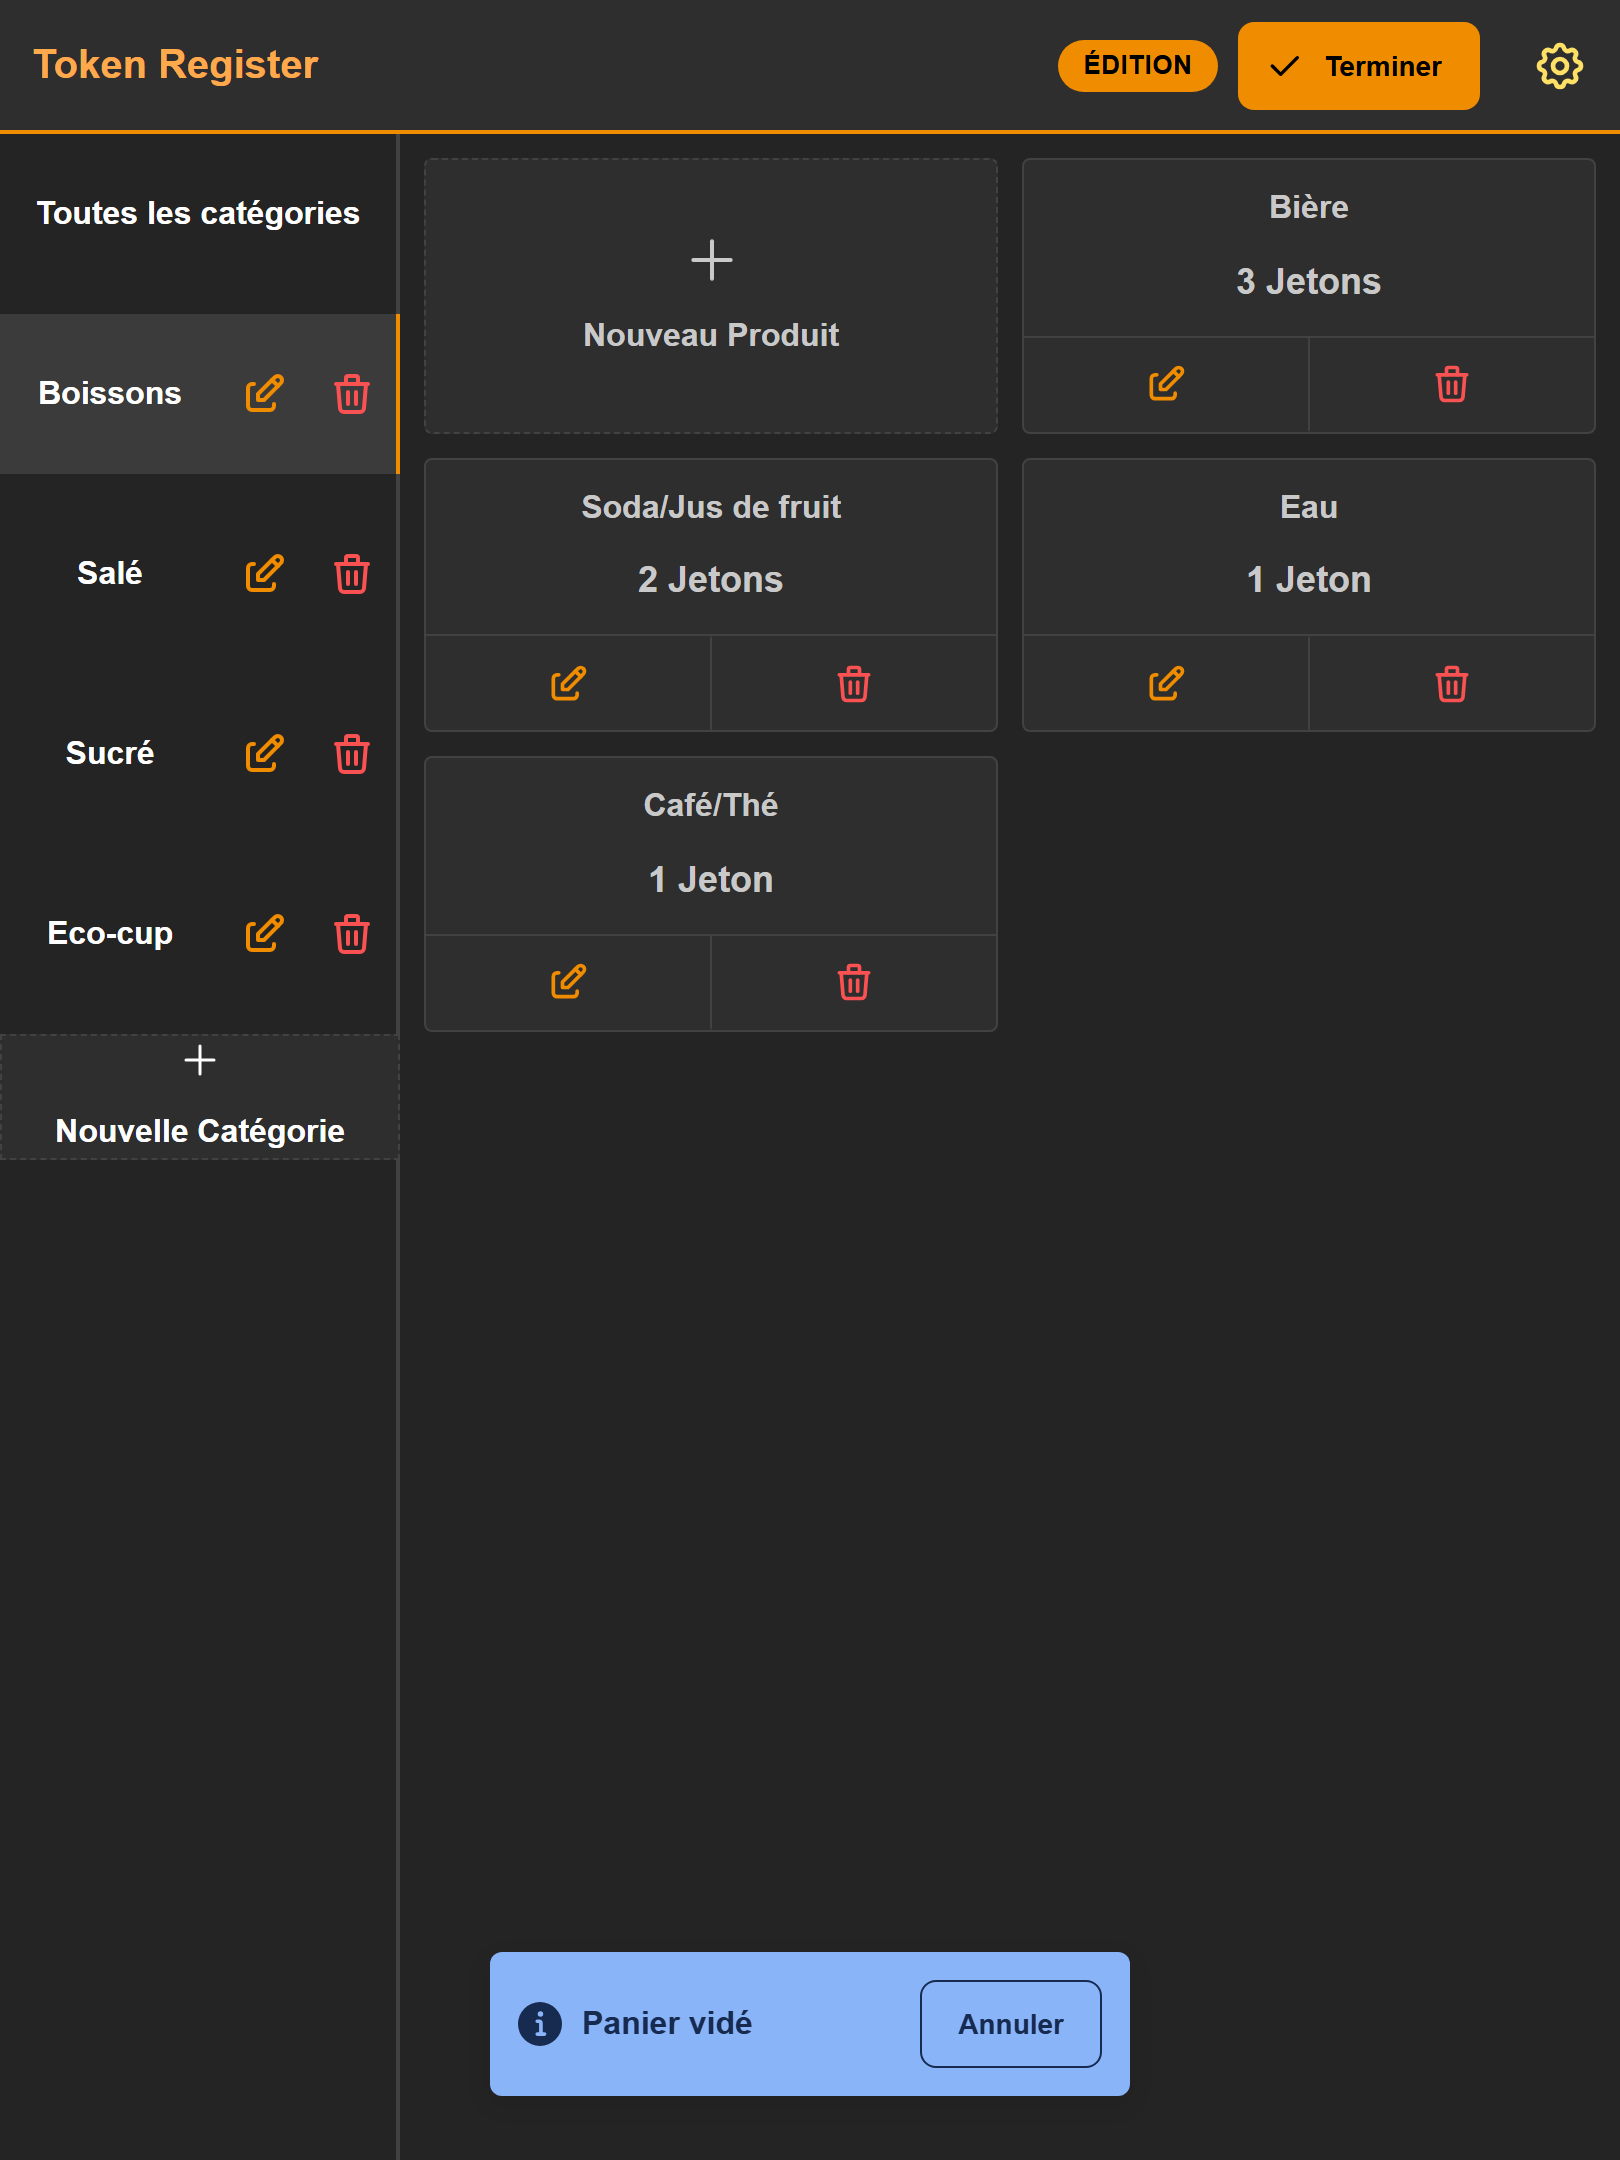 Token Register
ÉDITION
Terminer
Toutes les catégories
Boissons
Salé
Sucré
Eco-cup
Nouvelle Catégorie
Nouveau Produit
Bière
3 Jetons
Soda/Jus de fruit
2 Jetons
Eau
1 Jeton
Café/Thé
1 Jeton
Panier vidé
Annuler